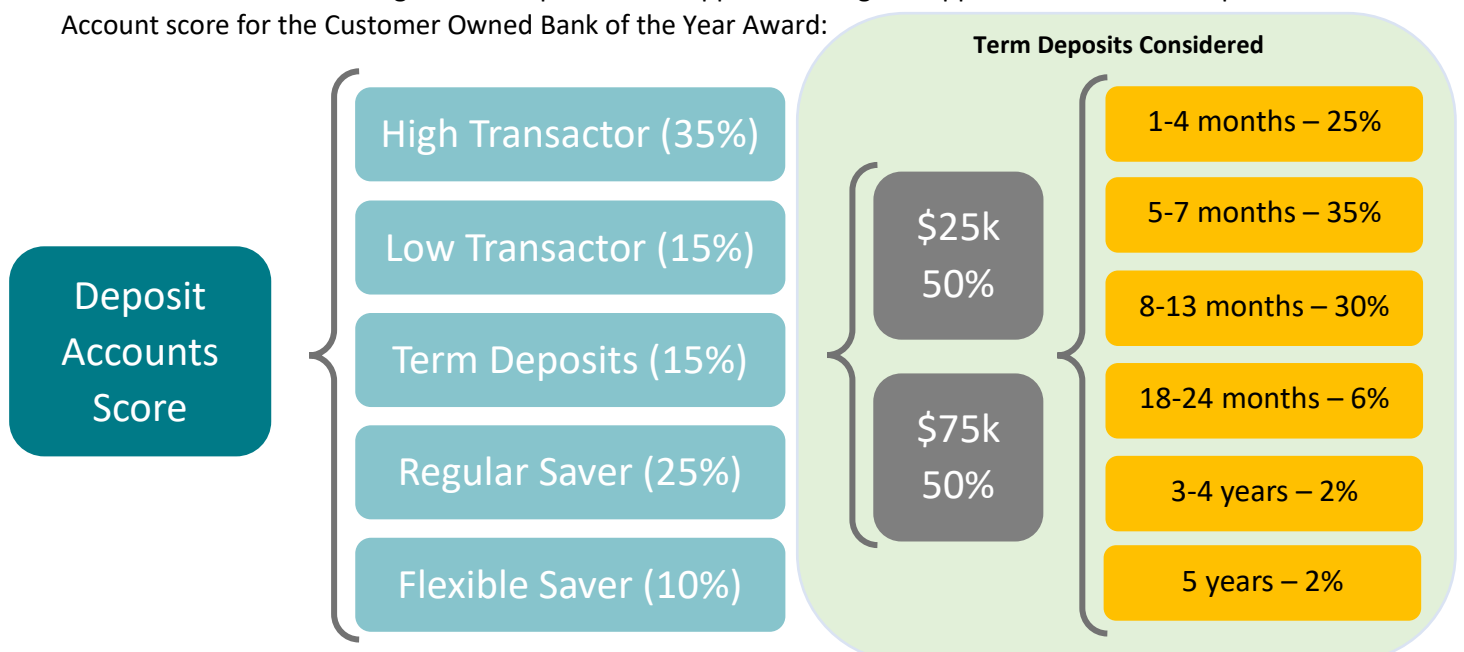 Account score for the Customer Owned Bank of the Year Award:
Term Deposits Considered
Deposit
Accounts
Score
High Transactor (35%)
Low Transactor (15%)
Term Deposits (15%)
Regular Saver (25%)
Flexible Saver (10%)
$25k
50%
$75k
50%
1-4 months – 25%
5-7 months – 35%
8-13 months – 30%
18-24 months – 6%
3-4 years – 2%
5 years – 2%